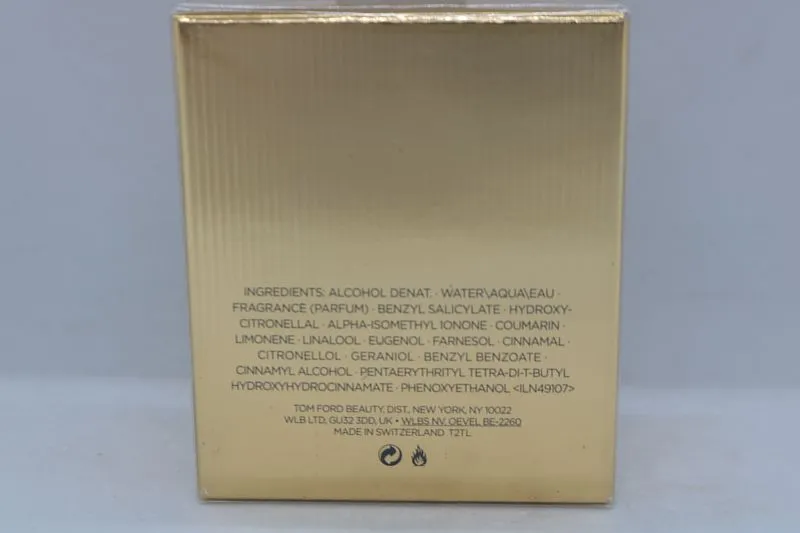 INGREDIENTS: ALCOHOL DENAT. · WATER\AQUA\EAU ·
FRAGRANCE (PARFUM) · BENZYL SALICYLATE · HYDROXY-
CITRONELLAL · ALPHA-ISOMETHYL IONONE · COUMARIN ·
LIMONENE · LINALOOL · EUGENOL · FARNESOL · CINNAMAL ·
CITRONELLOL · GERANIOL · BENZYL BENZOATE ·
CINNAMYL ALCOHOL · PENTAERYTHRITYL TETRA-DI-T-BUTYL
HYDROXYHYDROCINNAMATE · PHENOXYETHANOL <ILN49107>
TOM FORD BEAUTY, DIST., NEW YORK, NY 10022
WLB LTD, GU32 3DD, UK • WLBS NV. OEVEL BE-2260
MADE IN SWITZERLAND T2TL